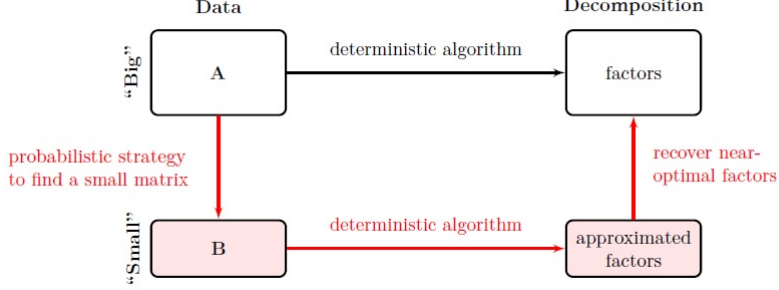 Data
Decomposition
“Big”
A
deterministic algorithm
factors
probabilistic strategy
to find a small matrix
recover near-
optimal factors
“Small”
B
deterministic algorithm
approximated
factors